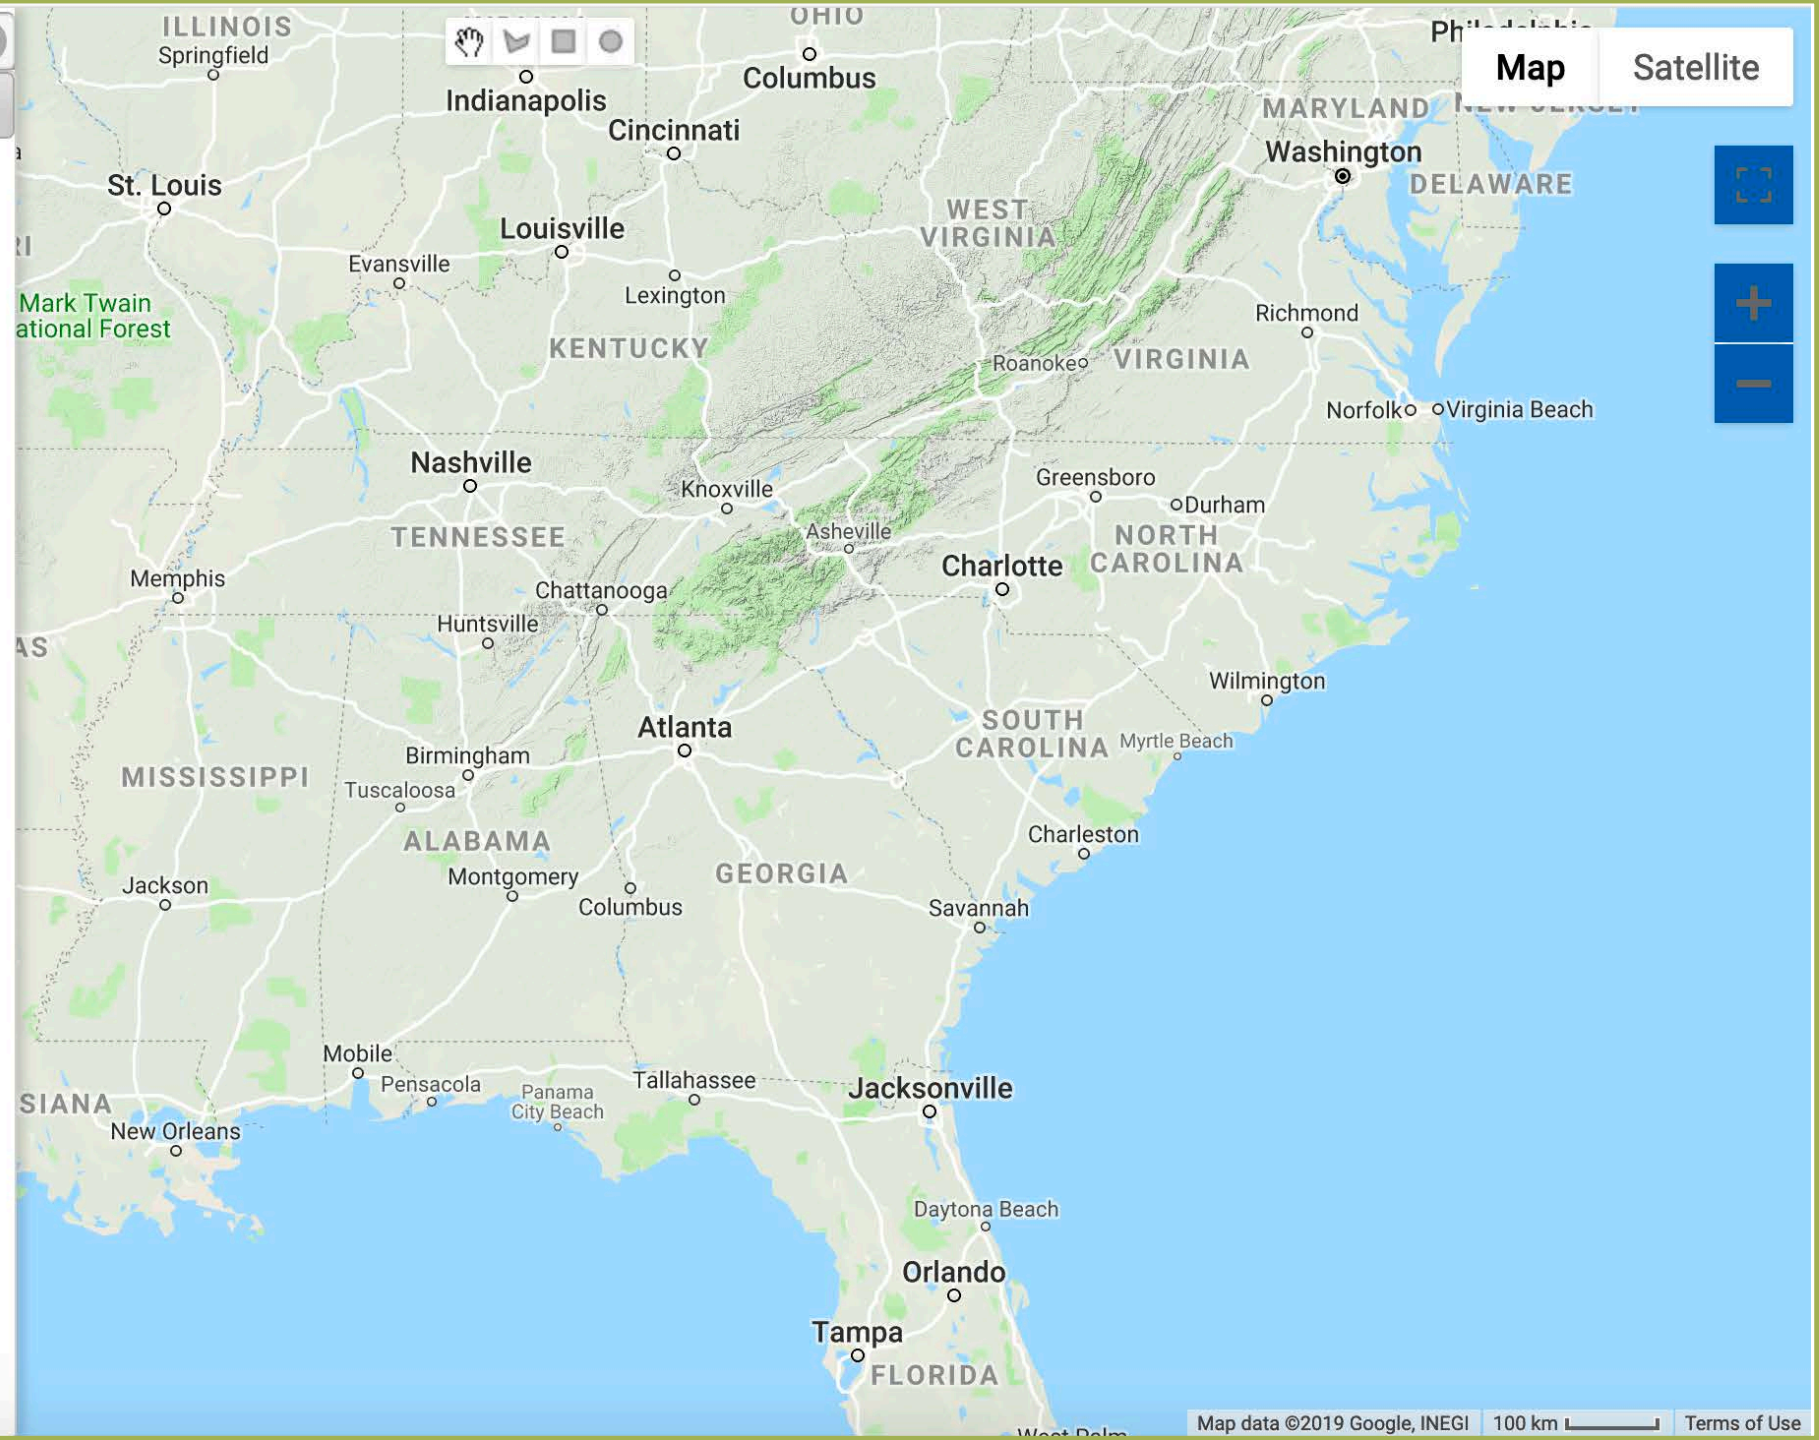 ILLINOIS
Springfield
OHIO
Columbus
Indianapolis
Cincinnati
Map
Satellite
MARYLAND
NEW JERSEY
Washington
DELAWARE
St. Louis
Louisville
WEST
VIRGINIA
Evansville
Lexington
Mark Twain
ational Forest
Richmond
KENTUCKY
Roanoke
VIRGINIA
Norfolk
Virginia Beach
Nashville
Knoxville
Greensboro
Durham
TENNESSEE
Asheville
NORTH
CAROLINA
Charlotte
Memphis
Chattanooga
Huntsville
AS
Wilmington
Atlanta
SOUTH
CAROLINA
Myrtle Beach
Birmingham
MISSISSIPPI
Tuscaloosa
ALABAMA
Charleston
GEORGIA
Jackson
Montgomery
Columbus
Savannah
Mobile
Pensacola
Panama
City Beach
Tallahassee
Jacksonville
SIANA
New Orleans
Daytona Beach
Orlando
Tampa
FLORIDA
Map data ©2019 Google, INEGI
100 km
Terms of Use